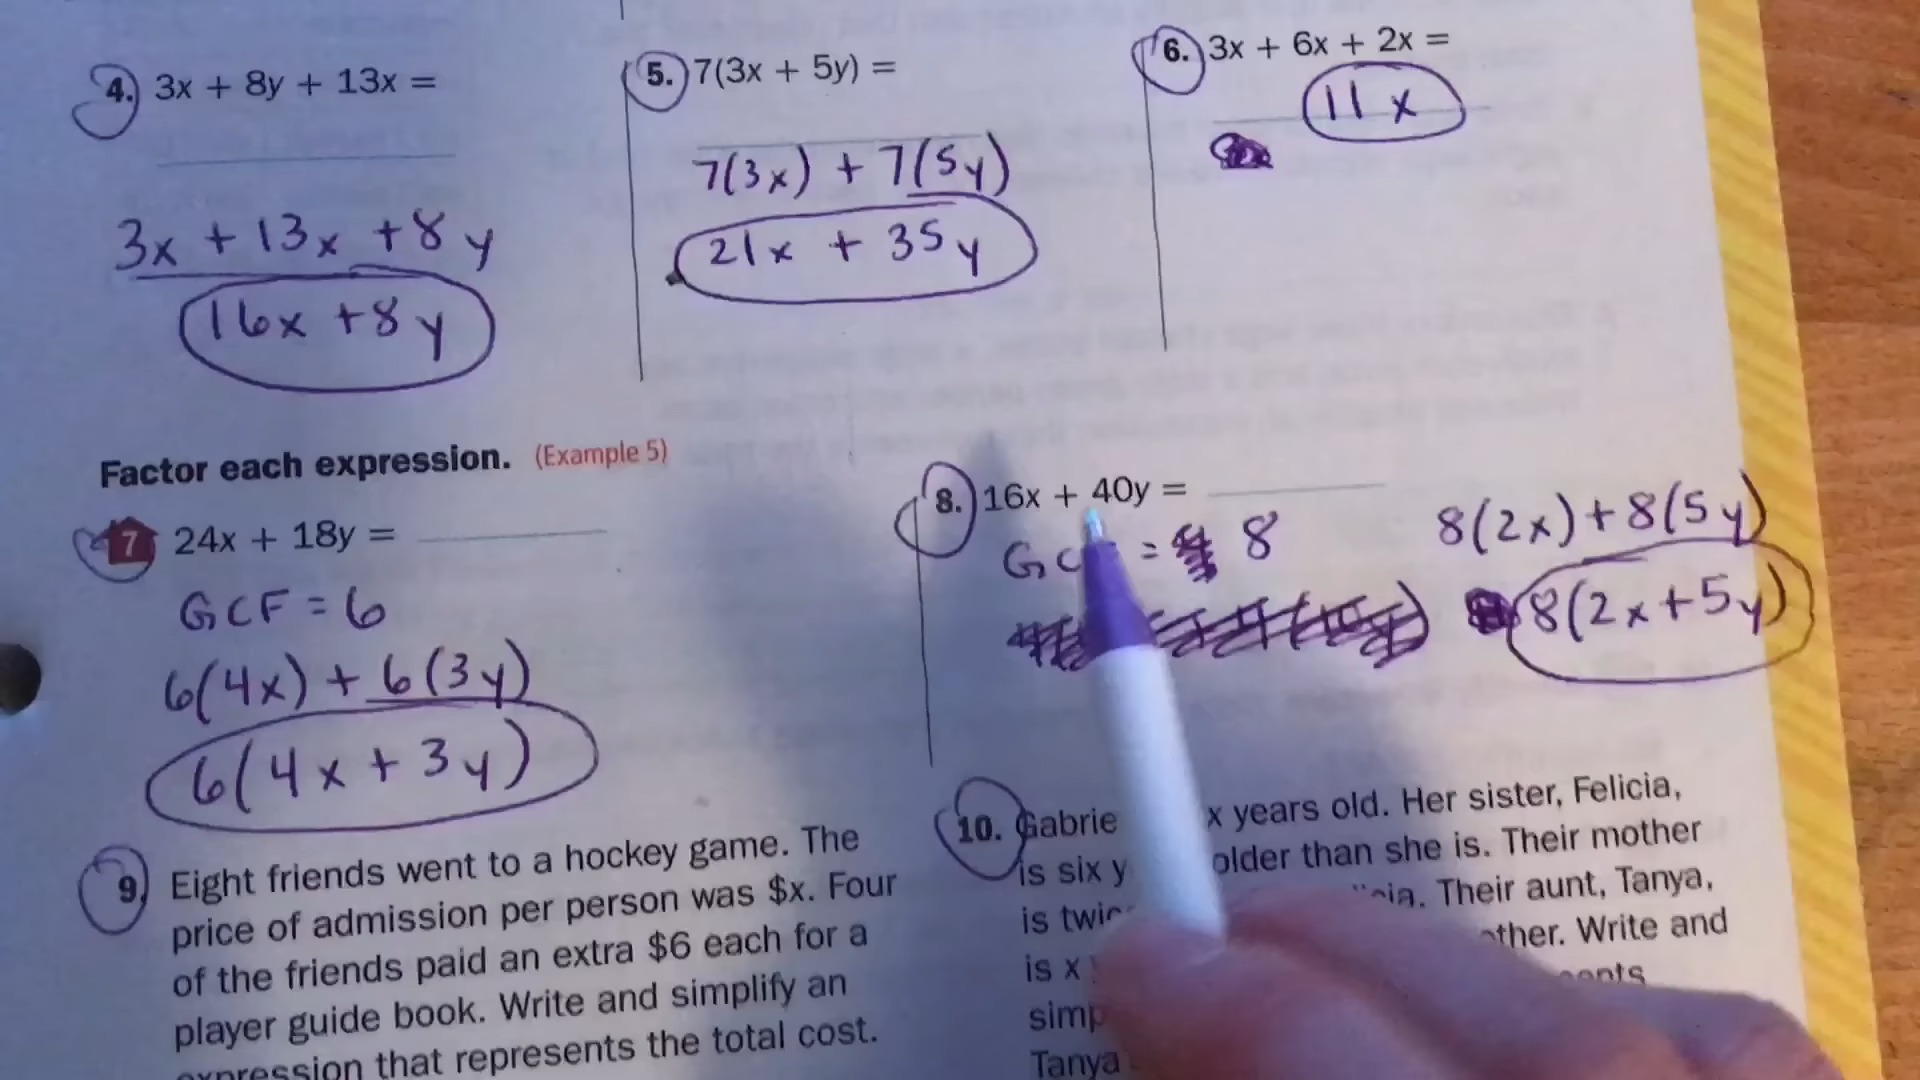 4. 3x + 8y + 13x =
3x + 13x + 8y
16x + 8y
5. 7(3x + 5y) =
7(3x) + 7(5y)
21x + 35y
6. 3x + 6x + 2x =
11x
Factor each expression. (Example 5)
7 24x + 18y =
GCF = 6
6(4x) + 6(3y)
6(4x + 3y)
8. 16x + 40y =
= 8
8(2x) + 8(5y)
8(2x + 5y)
9. Eight friends went to a hockey game. The
price of admission per person was $x. Four
of the friends paid an extra $6 each for a
player guide book. Write and simplify an
expression that represents the total cost.
10. x years old. Her sister, Felicia,
is six older than she is. Their mother
is Their aunt, Tanya,
is x Write and
Tanya